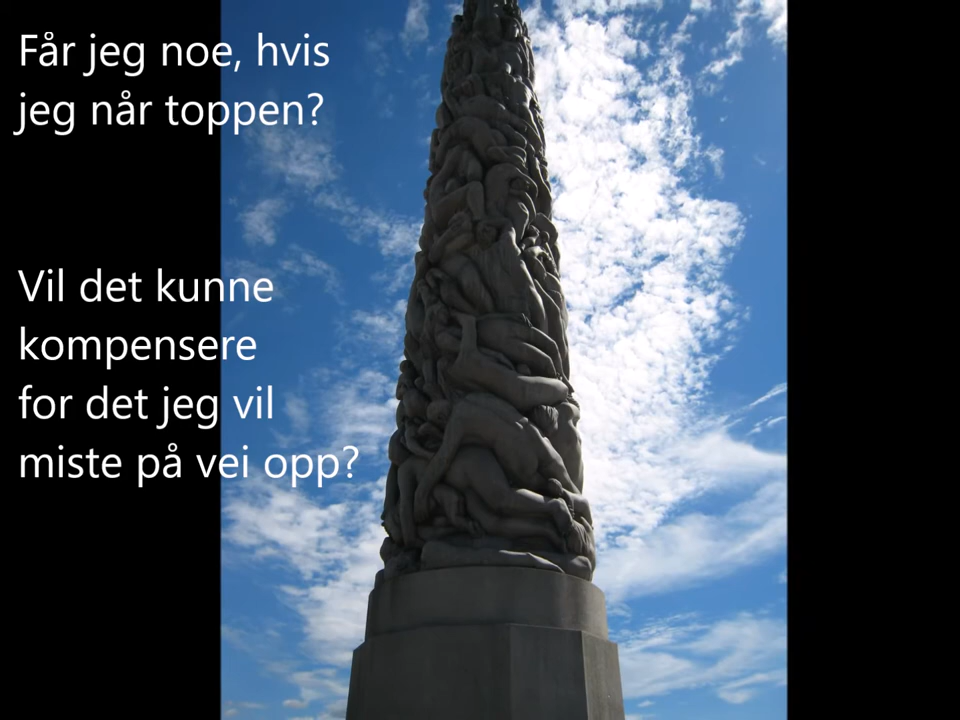 Får jeg noe, hvis
jeg når toppen?
Vil det kunne
kompensere
for det jeg vil
miste på vei opp?